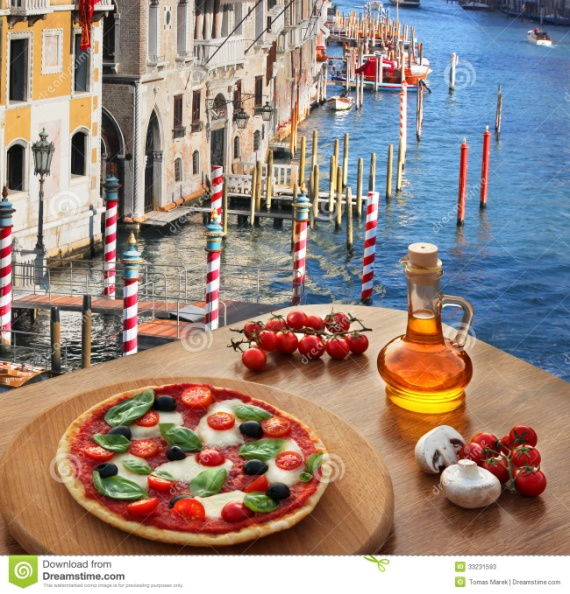 Download from
Dreamstime.com
This watermarked comp image is for previewing purposes only.
33231593
Tomas Marek | Dreamstime.com